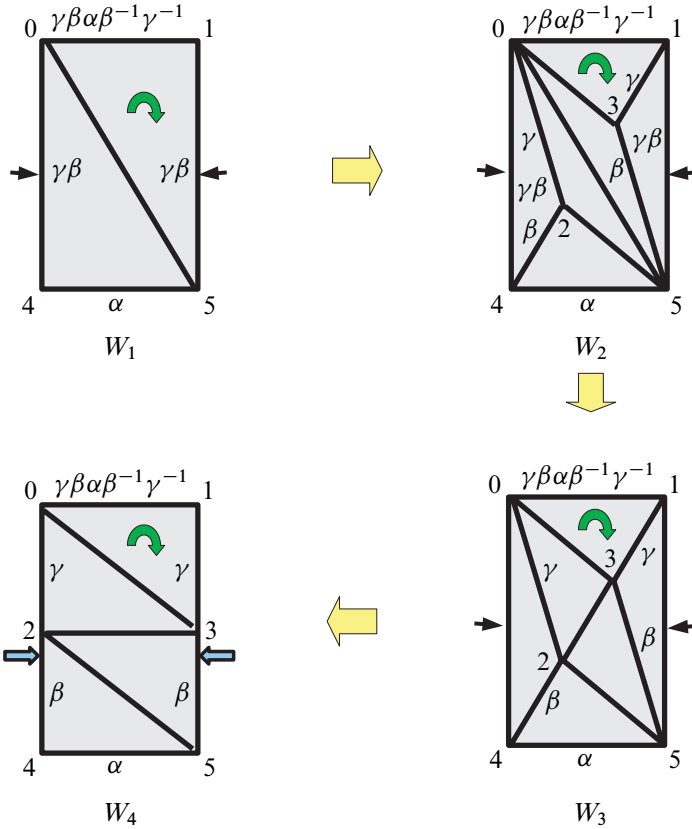 γβαβ⁻¹γ⁻¹
0 1
γβ γβ
4 α 5
W₁
γβαβ⁻¹γ⁻¹
0 1
3 γ
γ γβ
β
γβ
β 2
4 α 5
W₂
γβαβ⁻¹γ⁻¹
0 1
γ γ
2 3
β β
4 α 5
W₄
γβαβ⁻¹γ⁻¹
0 1
3 γ
γ
β
2
β
4 α 5
W₃